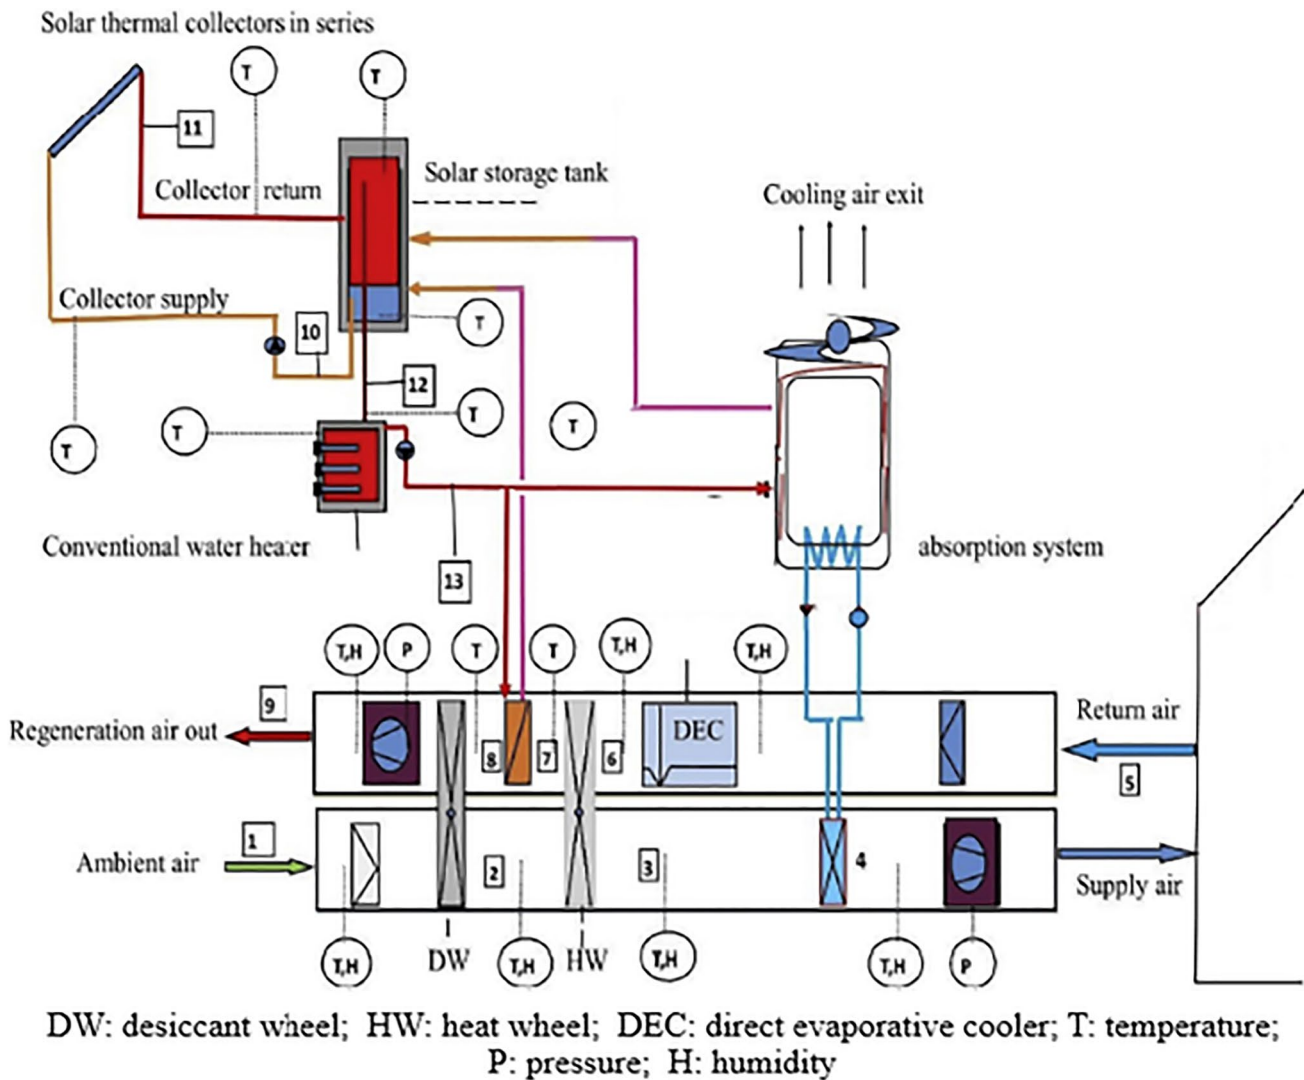 Solar thermal collectors in series
T
T
11
Solar storage tank
Collector return
Cooling air exit
Collector supply
10
T
12
T
T
T
T
Conventional water heater
absorption system
13
T,H
P
T
T
T,H
T,H
9
Return air
Regeneration air out
DEC
8
7
6
5
1
Ambient air
2
3
4
Supply air
T,H
DW
T,H
HW
T,H
T,H
P
DW: desiccant wheel; HW: heat wheel; DEC: direct evaporative cooler; T: temperature;
P: pressure; H: humidity